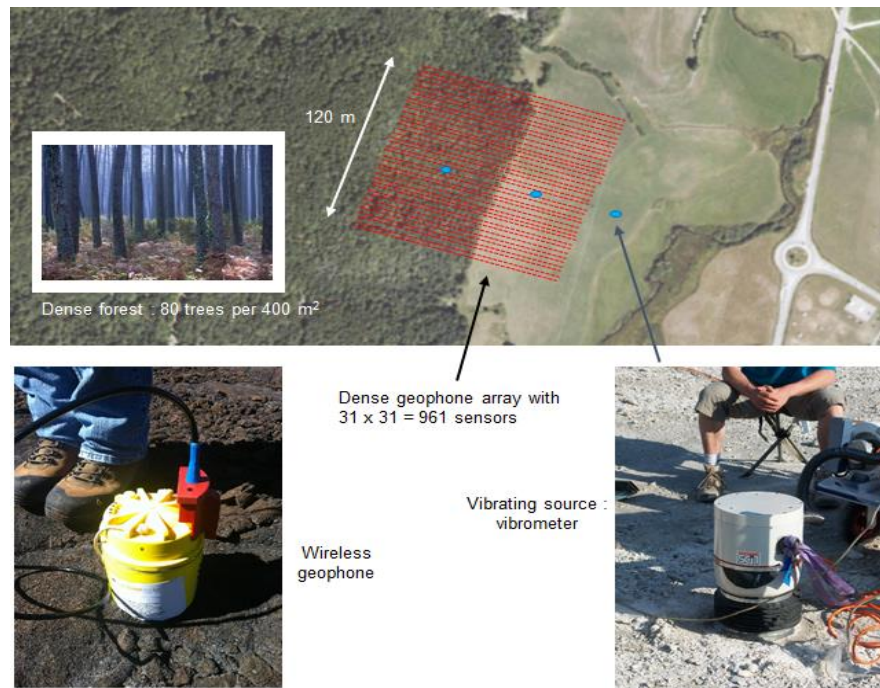 120 m
Dense forest : 80 trees per 400 m²
Dense geophone array with
31 x 31 = 961 sensors
Vibrating source :
vibrometer
Wireless
geophone